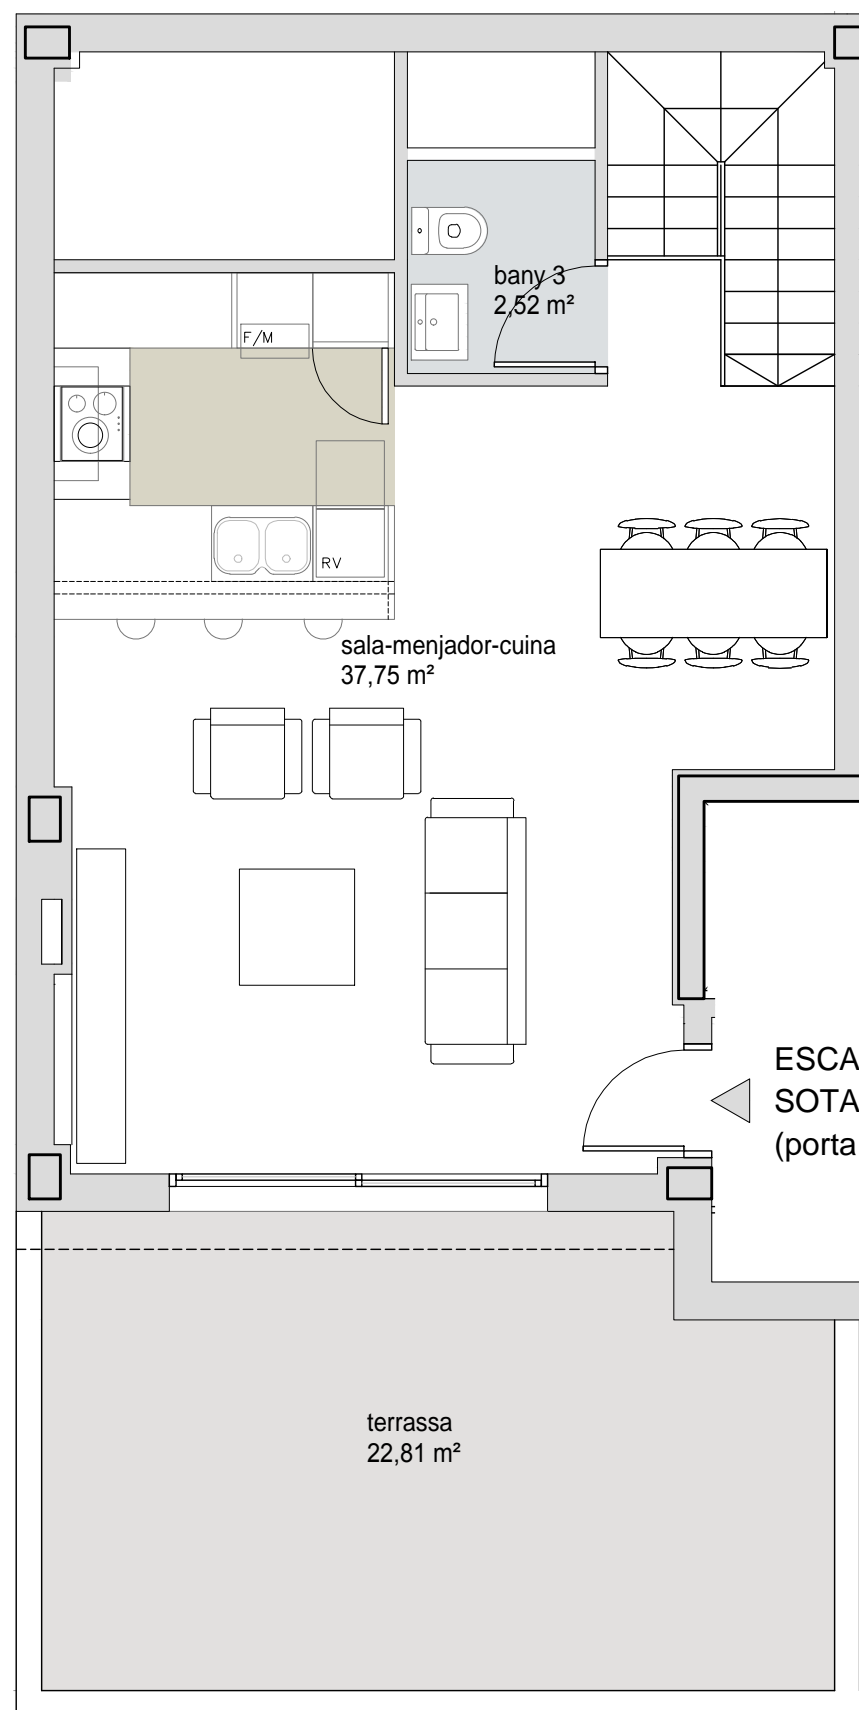 bany 3
2,52 m²
F/M
RV
sala-menjador-cuina
37,75 m²
ESCA
SOTA
(porta
terrassa
22,81 m²